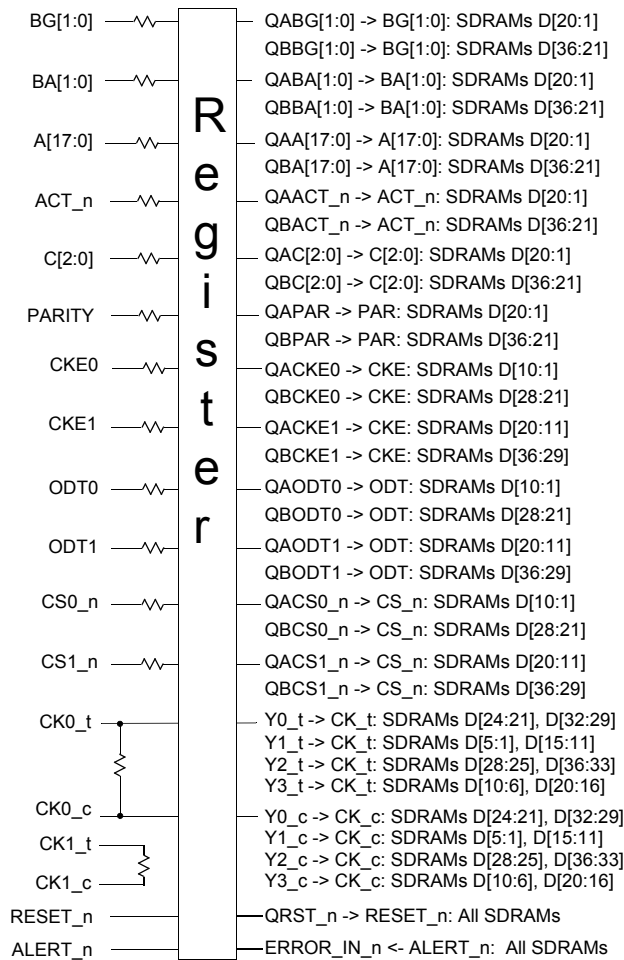 BG[1:0]
QABG[1:0] -> BG[1:0]: SDRAMs D[20:1]
QBBG[1:0] -> BG[1:0]: SDRAMs D[36:21]
BA[1:0]
QABA[1:0] -> BA[1:0]: SDRAMs D[20:1]
QBBA[1:0] -> BA[1:0]: SDRAMs D[36:21]
Register
A[17:0]
QAA[17:0] -> A[17:0]: SDRAMs D[20:1]
QBA[17:0] -> A[17:0]: SDRAMs D[36:21]
ACT_n
QAACT_n -> ACT_n: SDRAMs D[20:1]
QBACT_n -> ACT_n: SDRAMs D[36:21]
C[2:0]
QAC[2:0] -> C[2:0]: SDRAMs D[20:1]
QBC[2:0] -> C[2:0]: SDRAMs D[36:21]
PARITY
QAPAR -> PAR: SDRAMs D[20:1]
QBPAR -> PAR: SDRAMs D[36:21]
CKE0
QACKE0 -> CKE: SDRAMs D[10:1]
QBCKE0 -> CKE: SDRAMs D[28:21]
CKE1
QACKE1 -> CKE: SDRAMs D[20:11]
QBCKE1 -> CKE: SDRAMs D[36:29]
ODT0
QAODT0 -> ODT: SDRAMs D[10:1]
QBODT0 -> ODT: SDRAMs D[28:21]
ODT1
QAODT1 -> ODT: SDRAMs D[20:11]
QBODT1 -> ODT: SDRAMs D[36:29]
CS0_n
QACS0_n -> CS_n: SDRAMs D[10:1]
QBCS0_n -> CS_n: SDRAMs D[28:21]
CS1_n
QACS1_n -> CS_n: SDRAMs D[20:11]
QBCS1_n -> CS_n: SDRAMs D[36:29]
CK0_t
Y0_t -> CK_t: SDRAMs D[24:21], D[32:29]
Y1_t -> CK_t: SDRAMs D[5:1], D[15:11]
Y2_t -> CK_t: SDRAMs D[28:25], D[36:33]
Y3_t -> CK_t: SDRAMs D[10:6], D[20:16]
CK0_c
Y0_c -> CK_c: SDRAMs D[24:21], D[32:29]
Y1_c -> CK_c: SDRAMs D[5:1], D[15:11]
Y2_c -> CK_c: SDRAMs D[28:25], D[36:33]
Y3_c -> CK_c: SDRAMs D[10:6], D[20:16]
CK1_t
CK1_c
RESET_n
QRST_n -> RESET_n: All SDRAMs
ALERT_n
ERROR_IN_n <- ALERT_n: All SDRAMs